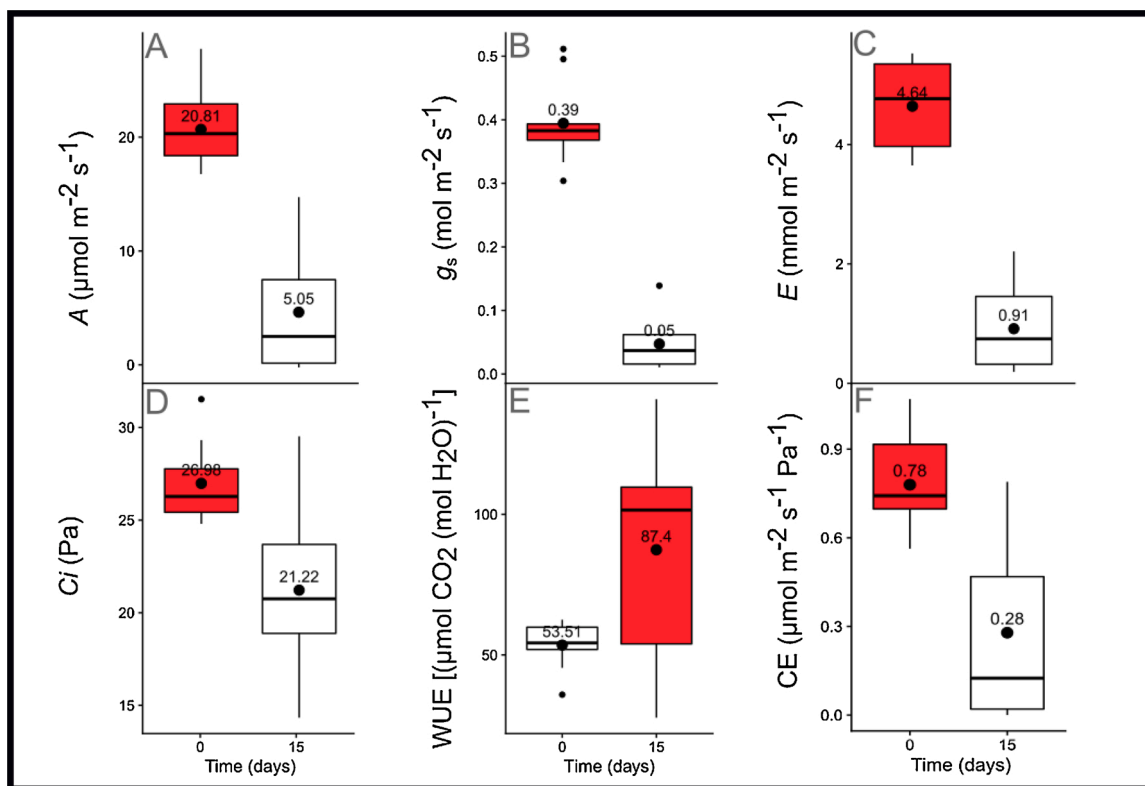 A
A (μmol m-2 s-1)
20
10
0
20.81
5.05
B
gs (mol m-2 s-1)
0.5
0.4
0.3
0.2
0.1
0.0
0.39
0.05
C
E (mmol m-2 s-1)
4
2
0
4.64
0.91
D
Ci (Pa)
30
25
20
15
26.98
21.22
0
15
Time (days)
E
WUE [(μmol CO2 (mol H2O)-1]
100
50
53.51
87.4
0
15
Time (days)
F
CE (μmol m-2 s-1 Pa-1)
0.9
0.6
0.3
0.0
0.78
0.28
0
15
Time (days)